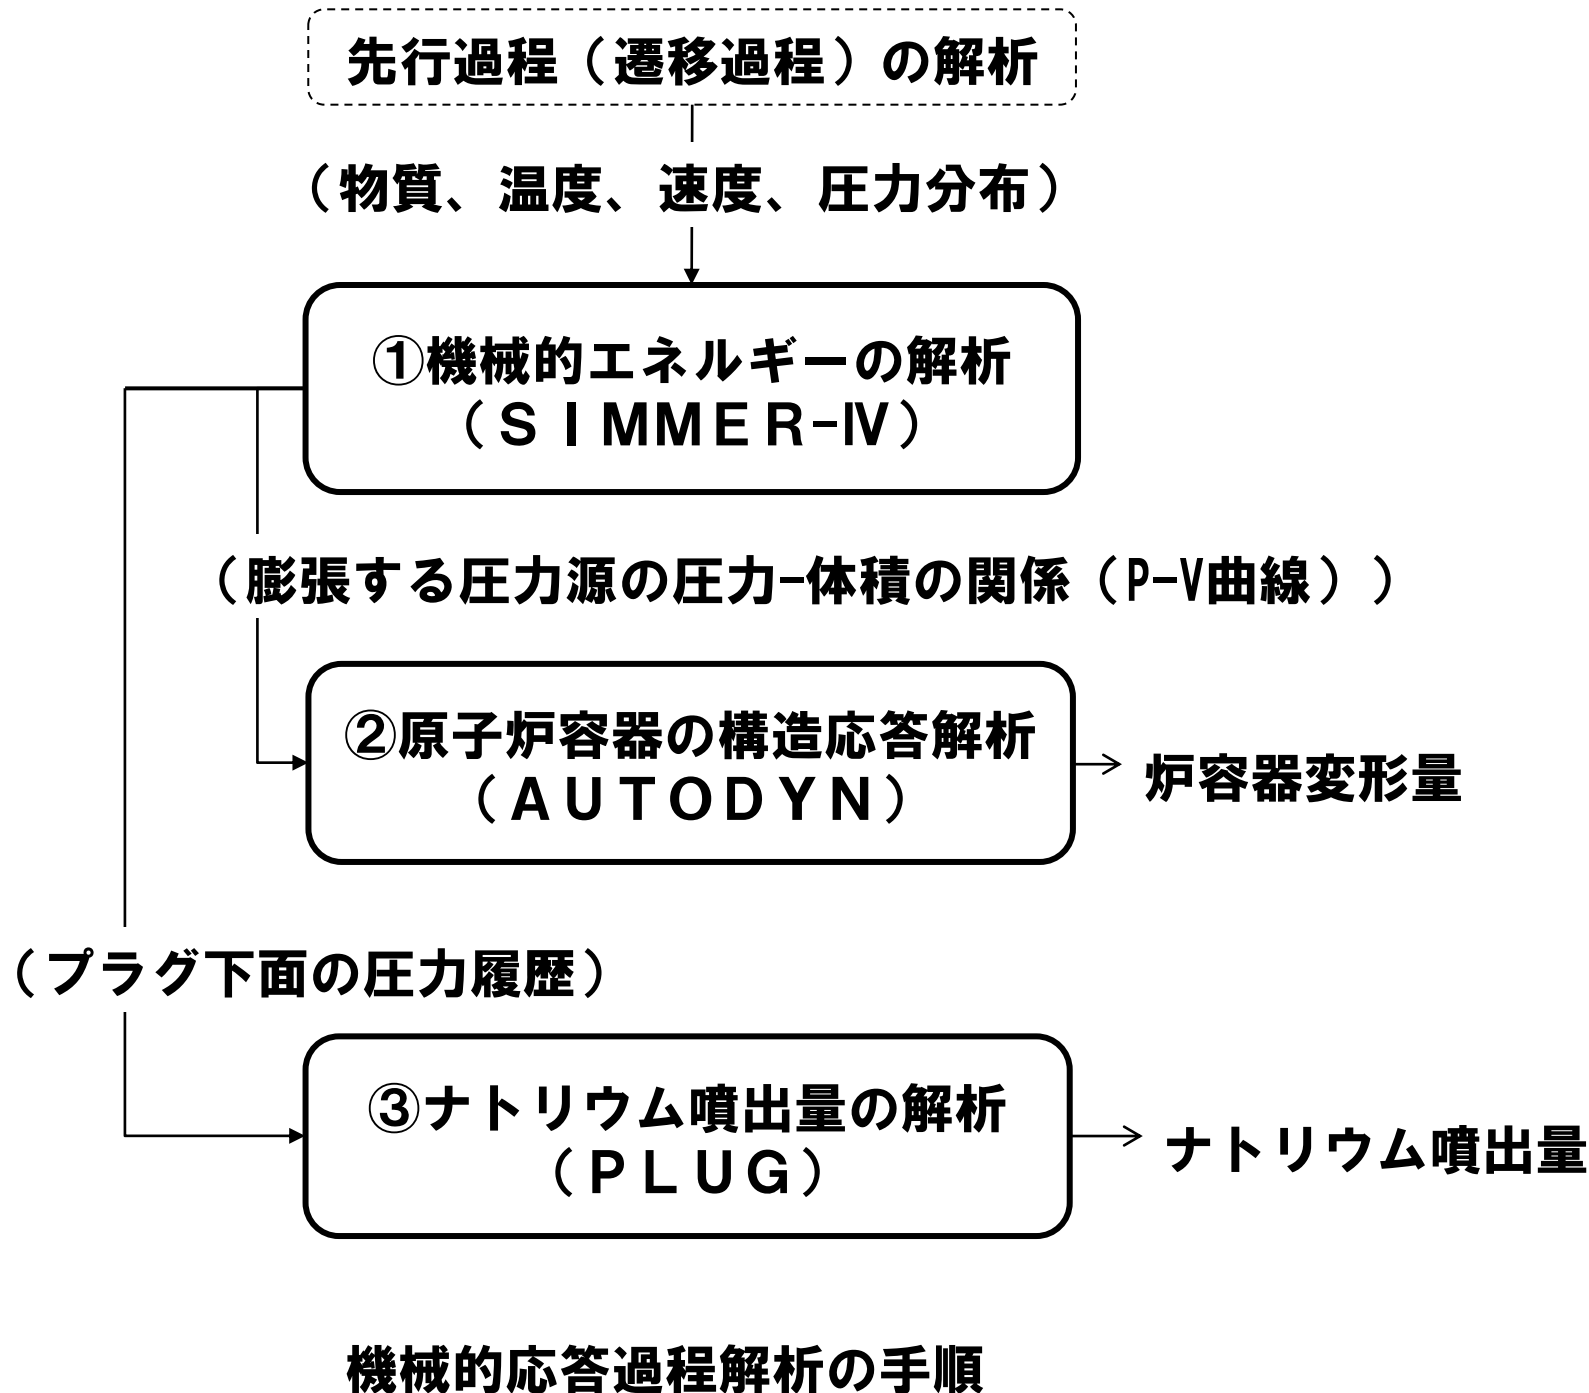 先行過程（遷移過程）の解析
（物質、温度、速度、圧力分布）
①機械的エネルギーの解析
（ＳＩＭＭＥＲ−Ⅳ）
（膨張する圧力源の圧力−体積の関係（P−V曲線））
②原子炉容器の構造応答解析
（ＡＵＴＯＤＹＮ）
炉容器変形量
（プラグ下面の圧力履歴）
③ナトリウム噴出量の解析
（ＰＬＵＧ）
ナトリウム噴出量
機械的応答過程解析の手順